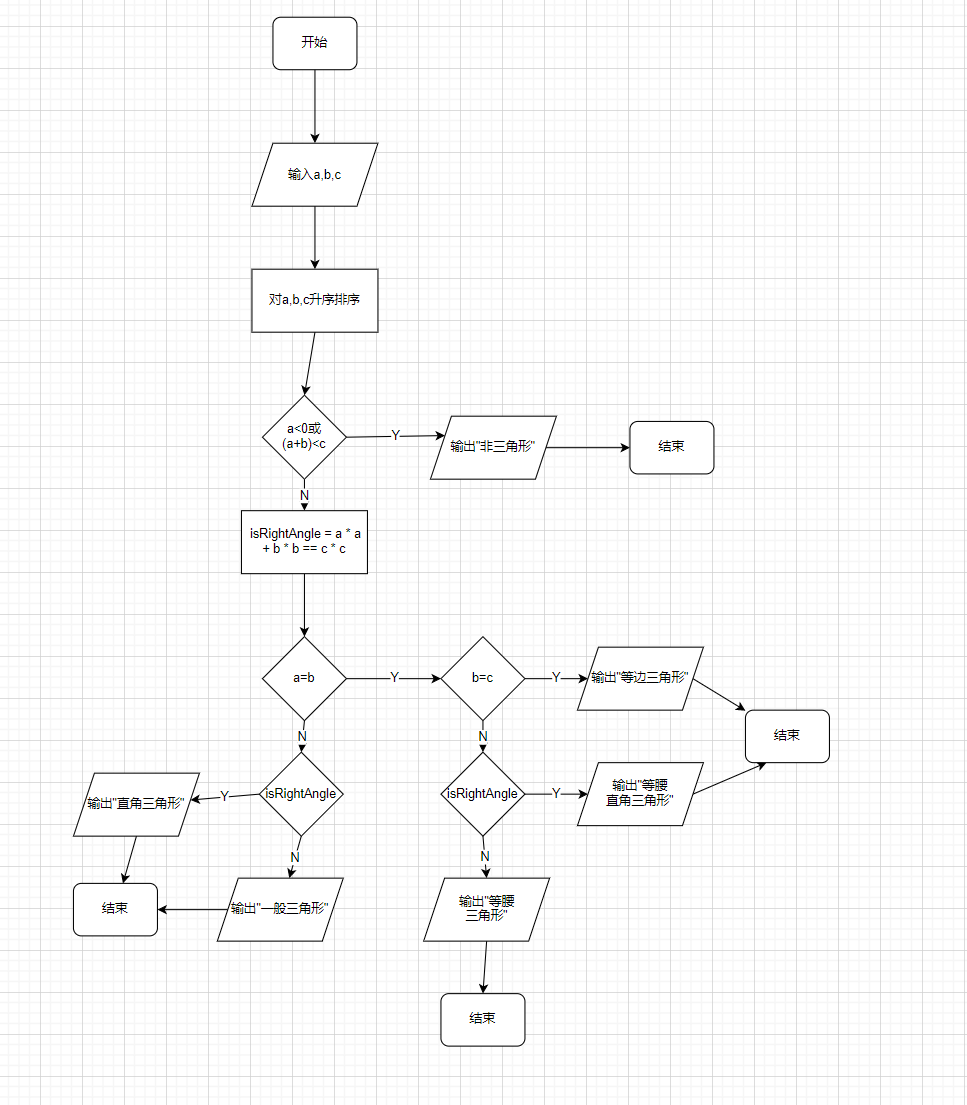 开始
输入a,b,c
对a,b,c升序排序
a<0或
(a+b)<c
Y
输出"非三角形"
结束
N
isRightAngle = a * a
+ b * b == c * c
a=b
Y
b=c
Y
输出"等边三角形"
结束
N
N
输出"直角三角形"
Y
isRightAngle
isRightAngle
Y
输出"等腰
直角三角形"
N
N
结束
输出"一般三角形"
输出"等腰
三角形"
结束